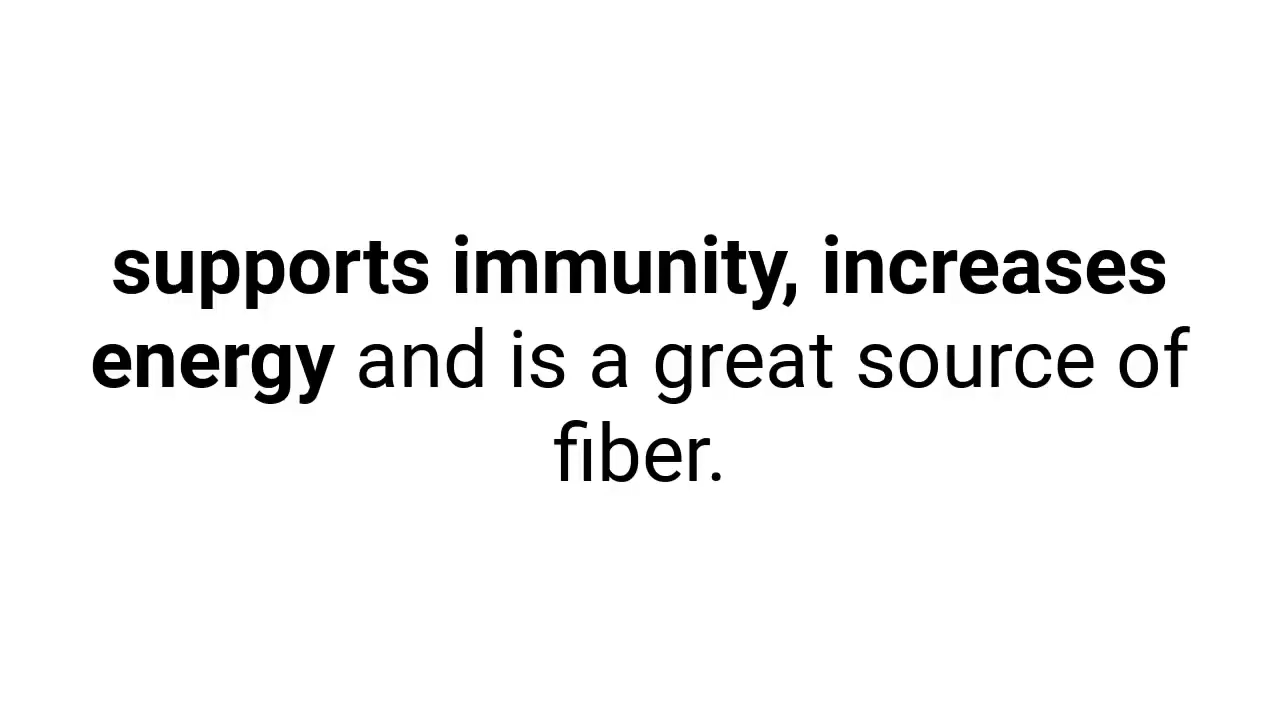 supports immunity, increases
energy and is a great source of
fiber.